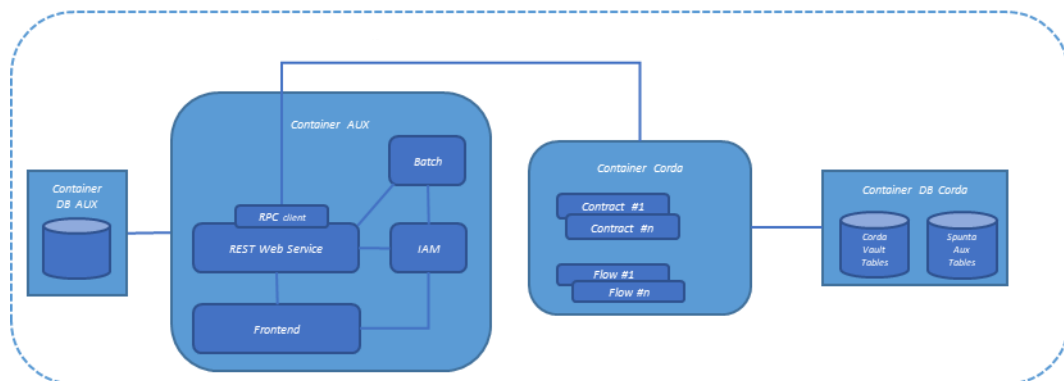 Container
DB AUX
Container AUX
Batch
RPC client
REST Web Service
IAM
Frontend
Container Corda
Contract #1
Contract #n
Flow #1
Flow #n
Container DB Corda
Corda
Vault
Tables
Spunta
Aux
Tables